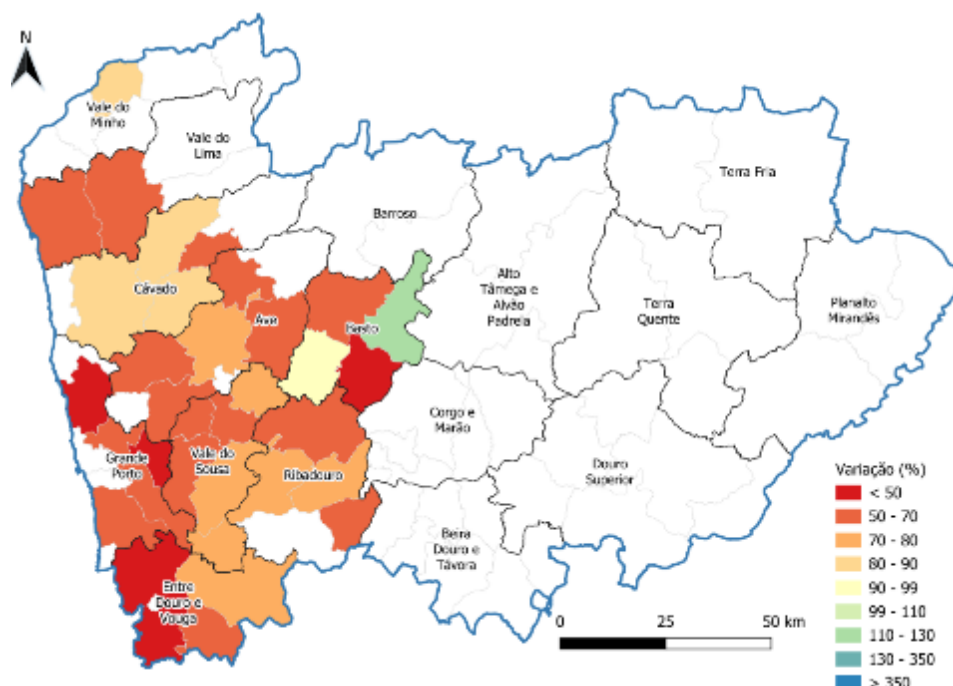 N
Vale do
Minho
Vale do
Lima
Terra Fria
Barroso
Cávado
Alto
Tâmega e
Alvão
Padrela
Terra
Quente
Planalto
Mirandês
Ave
Basto
Corgo e
Marão
Grande
Porto
Vale do
Sousa
Ribadouro
Douro
Superior
Beira
Douro e
Távora
Entre
Douro e
Vouga
0 25 50 km
Variação (%)
< 50
50 - 70
70 - 80
80 - 90
90 - 99
99 - 110
110 - 130
130 - 350
> 350